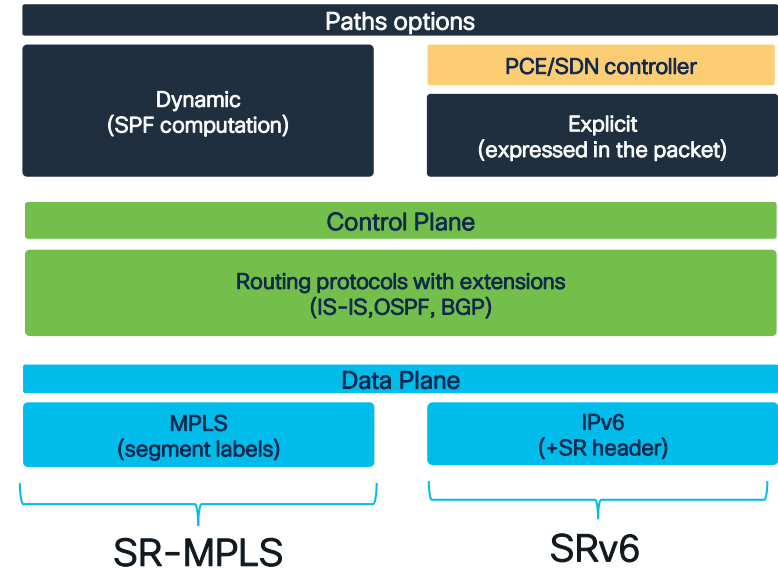 Paths options
Dynamic
(SPF computation)
PCE/SDN controller
Explicit
(expressed in the packet)
Control Plane
Routing protocols with extensions
(IS-IS,OSPF, BGP)
Data Plane
MPLS
(segment labels)
IPv6
(+SR header)
SR-MPLS
SRv6